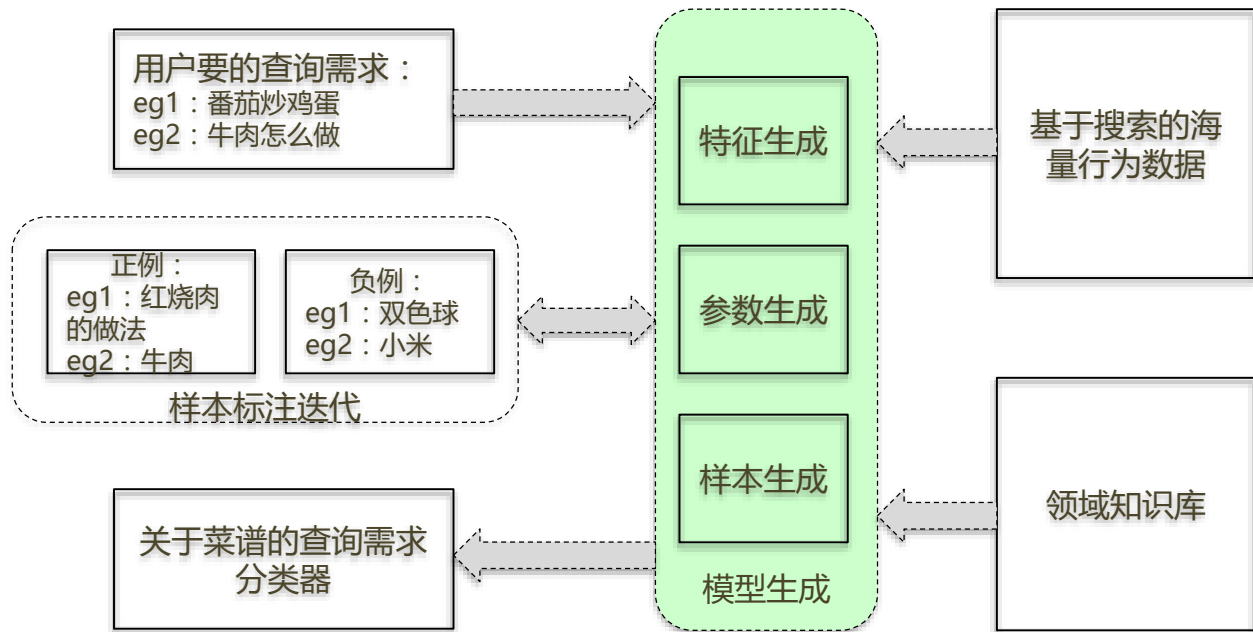 用户要的查询需求：
eg1：番茄炒鸡蛋
eg2：牛肉怎么做
正例：
eg1：红烧肉
的做法
eg2：牛肉
负例：
eg1：双色球
eg2：小米
样本标注迭代
关于菜谱的查询需求
分类器
特征生成
参数生成
样本生成
模型生成
基于搜索的海
量行为数据
领域知识库